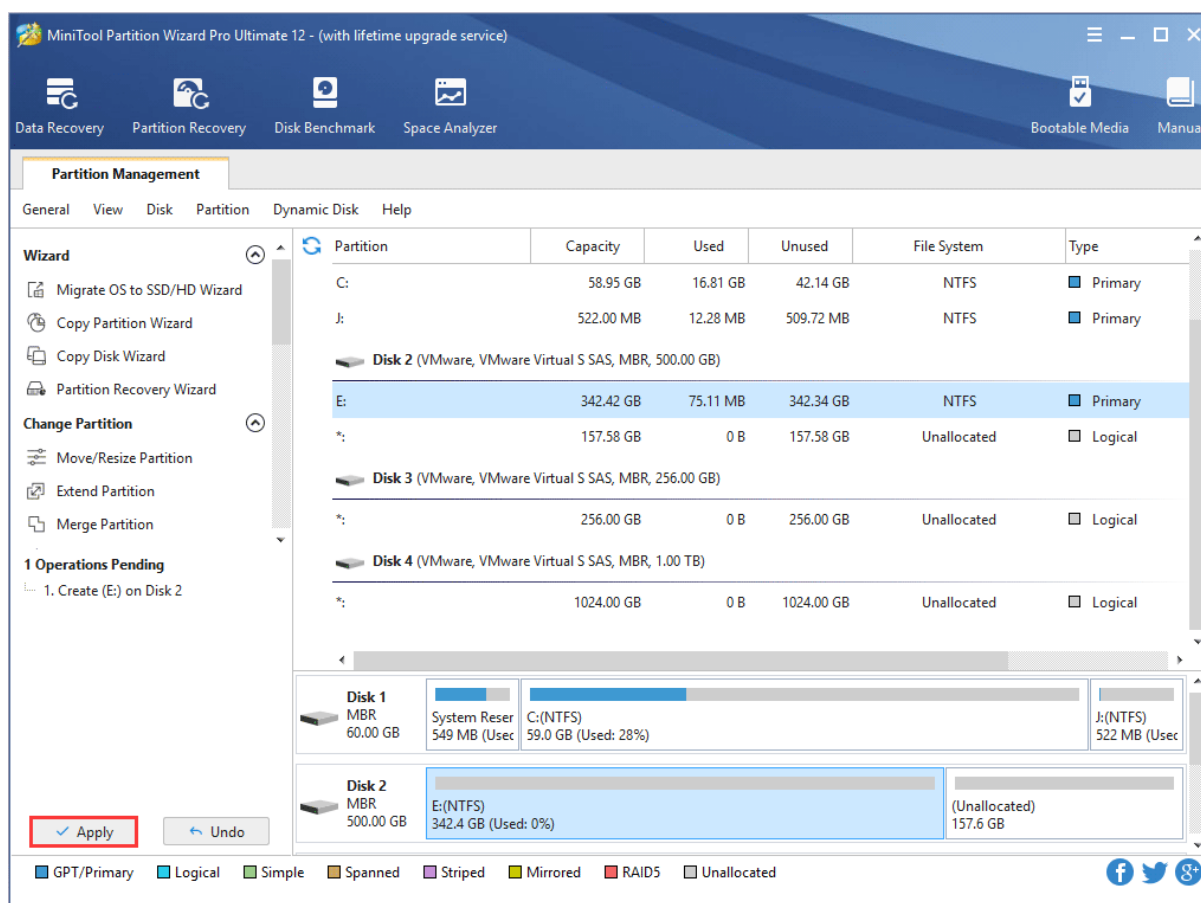 MiniTool Partition Wizard Pro Ultimate 12 - (with lifetime upgrade service)
Data Recovery Partition Recovery Disk Benchmark Space Analyzer Bootable Media Manua
Partition Management
General View Disk Partition Dynamic Disk Help
Wizard
Migrate OS to SSD/HD Wizard
Copy Partition Wizard
Copy Disk Wizard
Partition Recovery Wizard
Change Partition
Move/Resize Partition
Extend Partition
Merge Partition
1 Operations Pending
1. Create (E:) on Disk 2
Apply Undo
Partition Capacity Used Unused File System Type
C: 58.95 GB 16.81 GB 42.14 GB NTFS Primary
J: 522.00 MB 12.28 MB 509.72 MB NTFS Primary
Disk 2 (VMware, VMware Virtual S SAS, MBR, 500.00 GB)
E: 342.42 GB 75.11 MB 342.34 GB NTFS Primary
*: 157.58 GB 0 B 157.58 GB Unallocated Logical
Disk 3 (VMware, VMware Virtual S SAS, MBR, 256.00 GB)
*: 256.00 GB 0 B 256.00 GB Unallocated Logical
Disk 4 (VMware, VMware Virtual S SAS, MBR, 1.00 TB)
*: 1024.00 GB 0 B 1024.00 GB Unallocated Logical
Disk 1
MBR
60.00 GB
System Reser
549 MB (Usec
C:(NTFS)
59.0 GB (Used: 28%)
J:(NTFS)
522 MB (Usec
Disk 2
MBR
500.00 GB
E:(NTFS)
342.4 GB (Used: 0%)
(Unallocated)
157.6 GB
GPT/Primary Logical Simple Spanned Striped Mirrored RAID5 Unallocated